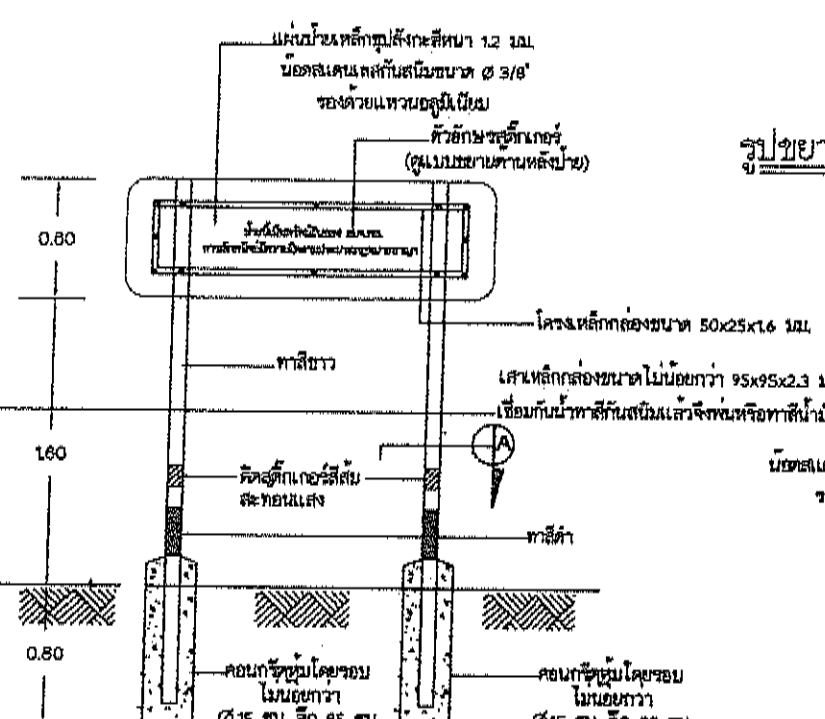 แผ่นป้ายเหล็กชุปสังกะสีหนา 1.2 มม.
น๊อตสแตนเลสกันสนิมขนาด Ø 3/8"
รองด้วยแหวนอลูมิเนียม
ตัวอักษรสติ๊กเกอร์
(ดูแบบขยายด้านหลังป้าย)
รูปขยา
0.60
โครงเหล็กกล่องขนาด 50x25x1.6 มม.
ทาสีขาว
เสาเหล็กกล่องขนาดไม่น้อยกว่า 95x95x2.3 ม
เชื่อมกันน้ำทาสีกันสนิมแล้วจึงพ่นหรือทาสีน้ำมั
A
1.60
ติดสติ๊กเกอร์สีส้ม
สะท้อนแสง
น๊อตสแต
ร
ทาสีดำ
0.80
คอนกรีตหุ้มโดยรอบ
ไม่น้อยกว่า
คอนกรีตหุ้มโดยรอบ
ไม่น้อยกว่า